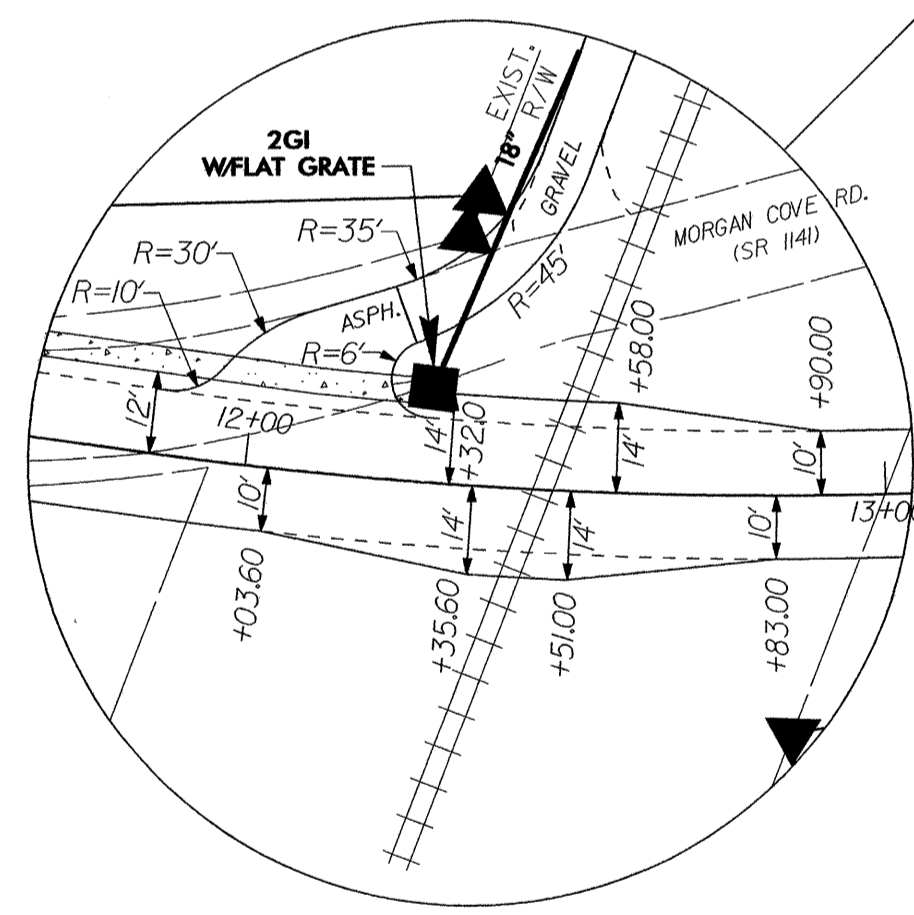 EXIST.
R/W
18"
2GI
W/FLAT GRATE
GRAVEL
MORGAN COVE RD.
(SR 1141)
R=35'
R=30'
R=10'
R=45'
ASPH.
R=6'
+58.00
+90.00
12'
12+00
14'
+32.0
14'
10'
10'
14'
14'
10'
13+00
+03.60
+35.60
+51.00
+83.00